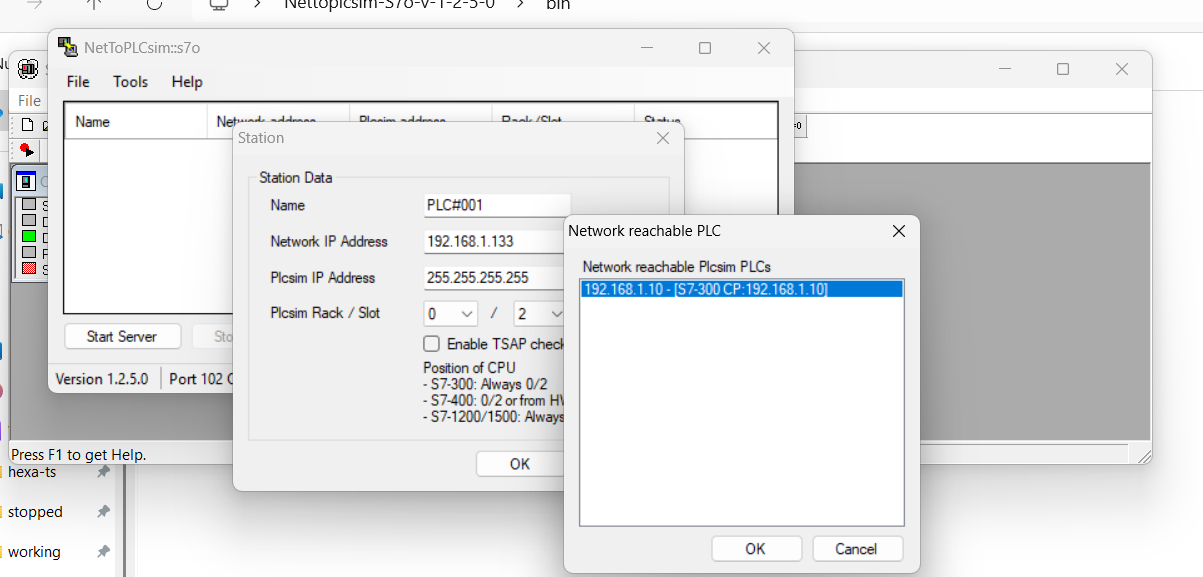 Nettoplcsim-S7o-v-1-2-5-0 > bin
NetToPLCsim::s7o
File Tools Help
File
Name Network address Plcsim address Rack/Slot Status
Station
Station Data
Name PLC#001
Network IP Address 192.168.1.133
Plcsim IP Address 255.255.255.255
Plcsim Rack / Slot 0 / 2
Enable TSAP check
Position of CPU
- S7-300: Always 0/2
- S7-400: 0/2 or from HW
- S7-1200/1500: Always
OK
Network reachable PLC
Network reachable Plcsim PLCs
192.168.1.10 - [S7-300 CP:192.168.1.10]
OK Cancel
Start Server Sto
Version 1.2.5.0 Port 102
Press F1 to get Help.
hexa-ts
stopped
working